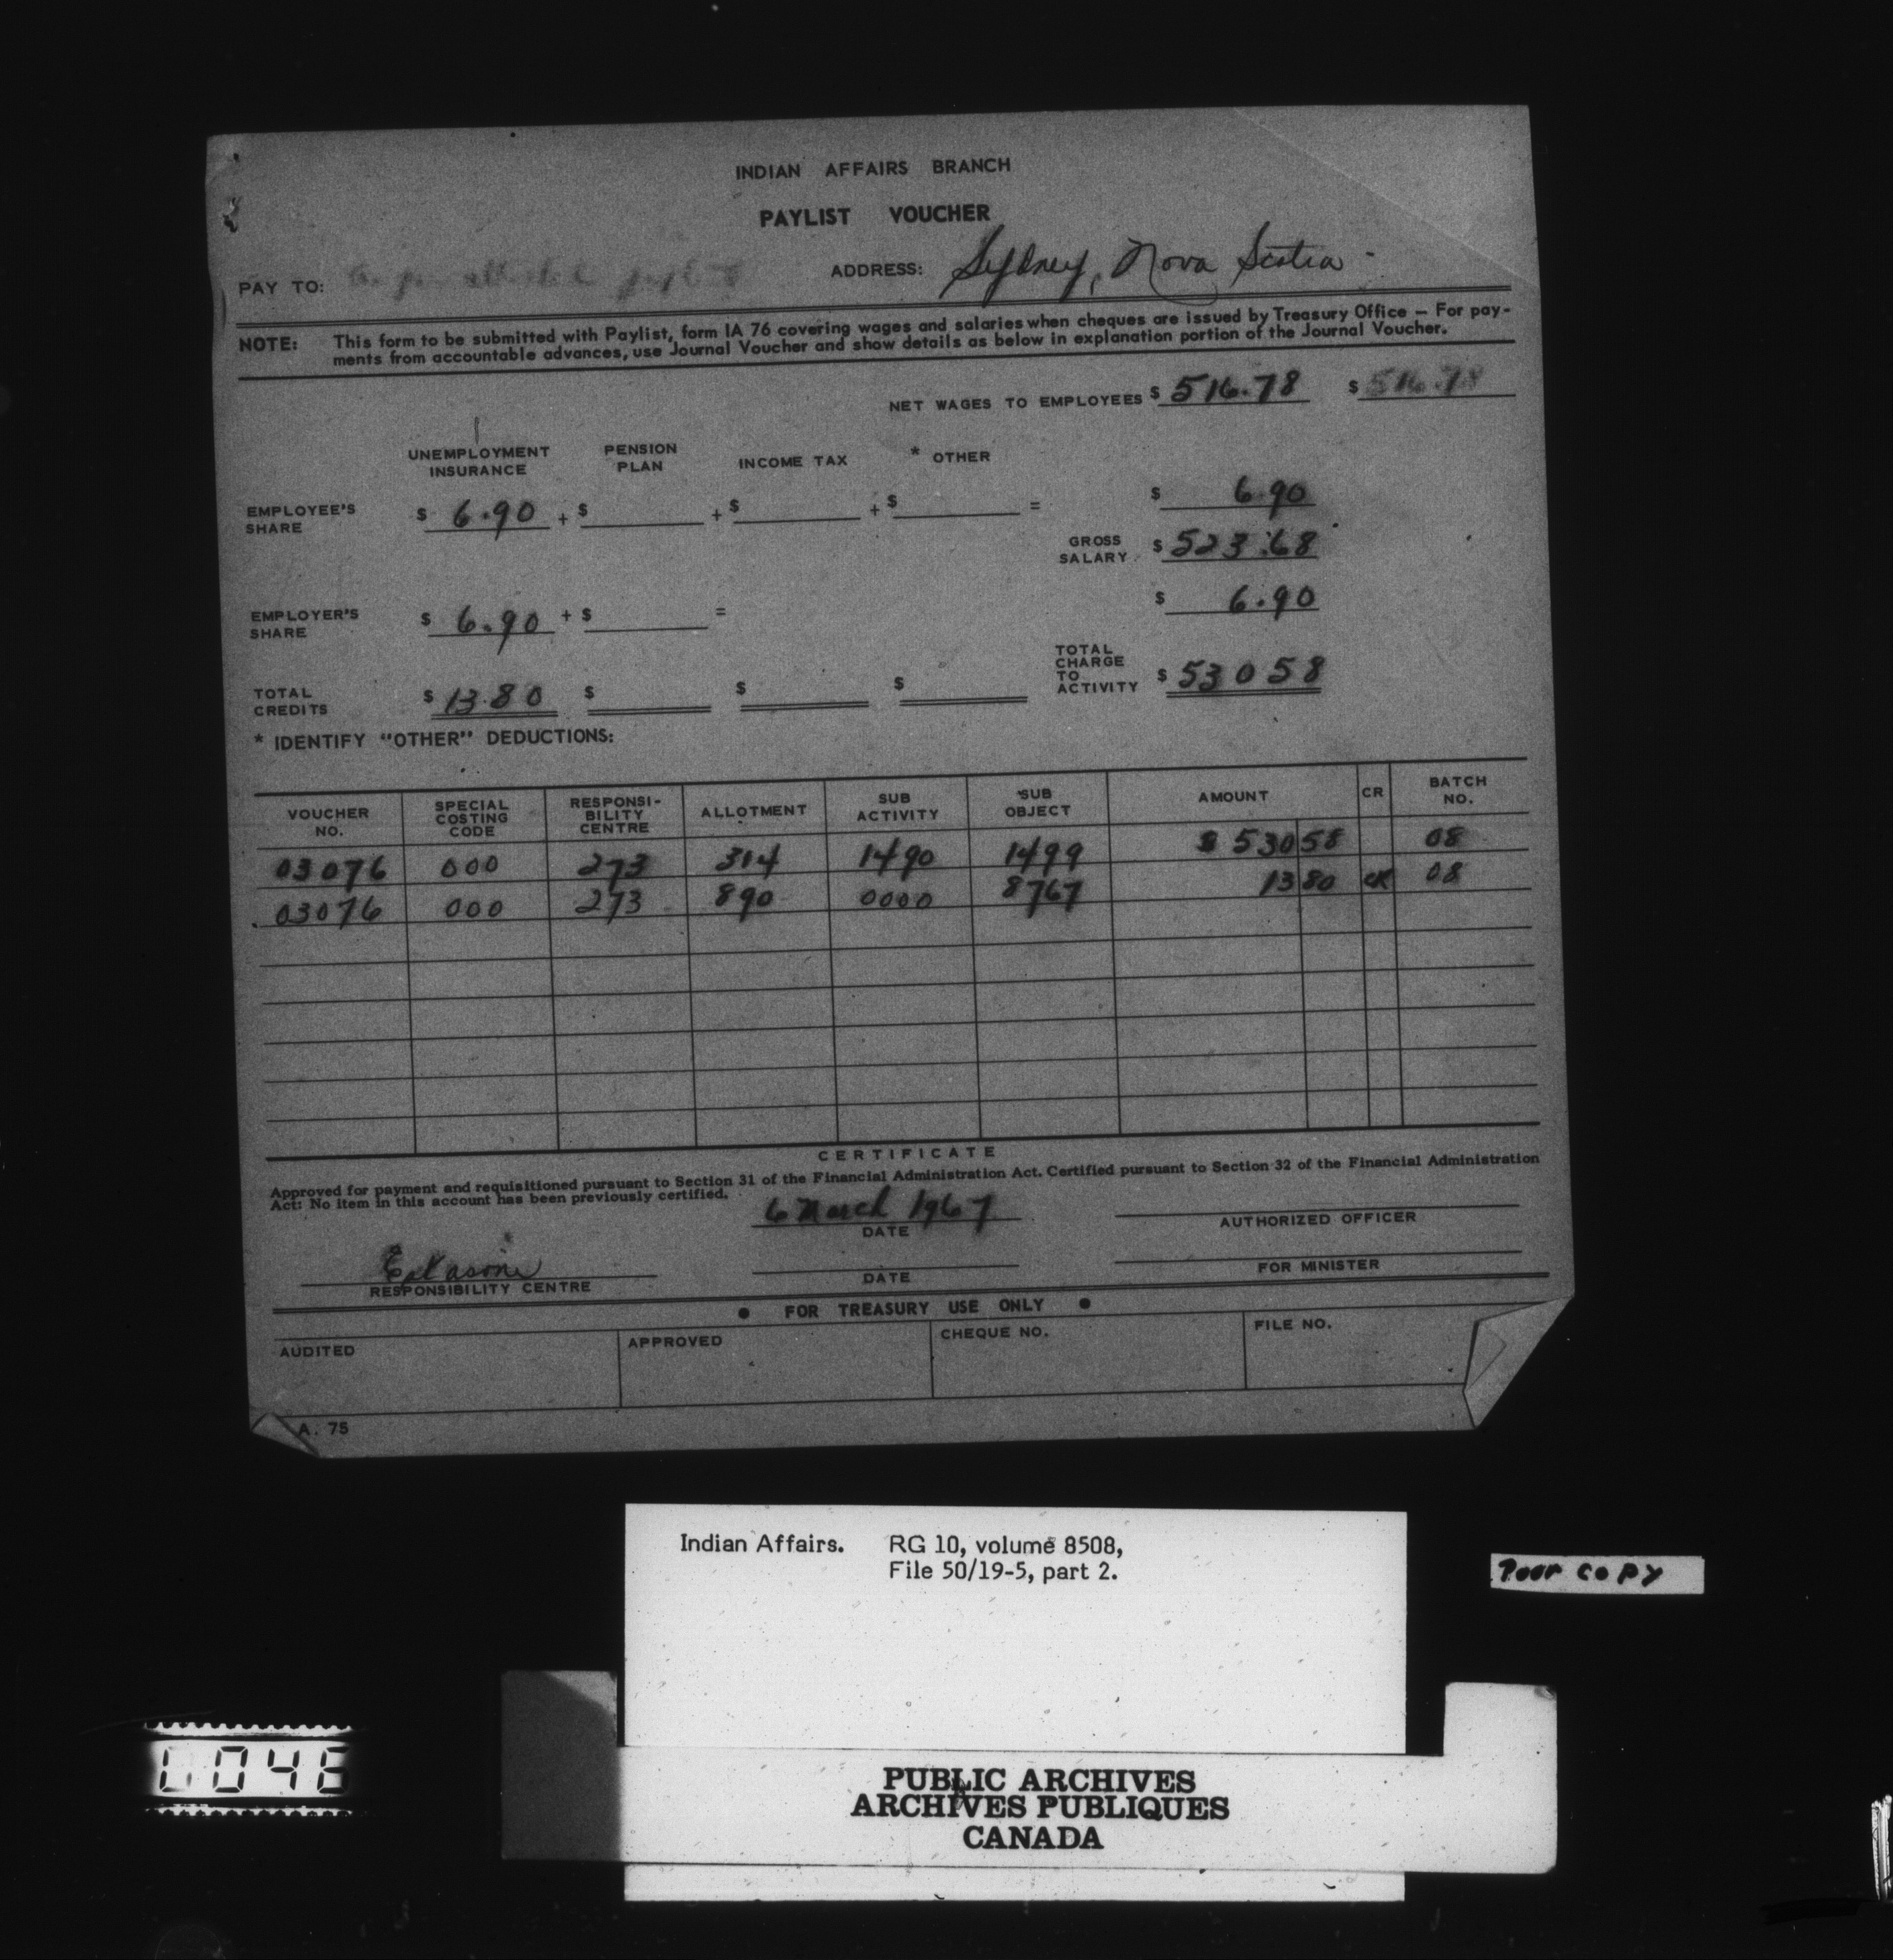 INDIAN AFFAIRS BRANCH
PAYLIST VOUCHER
PAY TO: As per attached paylist ADDRESS: Sydney, Nova Scotia
NOTE: This form to be submitted with Paylist, form IA 76 covering wages and salaries when cheques are issued by Treasury Office — For pay-
ments from accountable advances, use Journal Voucher and show details as below in explanation portion of the Journal Voucher.
NET WAGES TO EMPLOYEES $ 516.78 $ 516.78
UNEMPLOYMENT INSURANCE PENSION PLAN INCOME TAX * OTHER
EMPLOYEE'S SHARE $ 6.90 + $ + $ + $ = $ 6.90
GROSS SALARY $ 523.68
EMPLOYER'S SHARE $ 6.90 + $ = $ 6.90
TOTAL CREDITS $ 13.80 $ $ $ TOTAL CHARGE TO ACTIVITY $ 530 58
* IDENTIFY "OTHER" DEDUCTIONS:
VOUCHER NO. SPECIAL COSTING CODE RESPONSI-BILITY CENTRE ALLOTMENT SUB ACTIVITY SUB OBJECT AMOUNT CR BATCH NO.
03076 000 273 314 1490 1499 $ 530 58 08
03076 000 273 890 0000 8767 13 80 CR 08
CERTIFICATE
Approved for payment and requisitioned pursuant to Section 31 of the Financial Administration Act. Certified pursuant to Section 32 of the Financial Administration
Act: No item in this account has been previously certified.
6 March 1967
DATE AUTHORIZED OFFICER
Eskasoni
RESPONSIBILITY CENTRE DATE FOR MINISTER
• FOR TREASURY USE ONLY •
AUDITED APPROVED CHEQUE NO. FILE NO.
A. 75
Indian Affairs. RG 10, volume 8508,
File 50/19-5, part 2.
Poor copy
PUBLIC ARCHIVES
ARCHIVES PUBLIQUES
CANADA